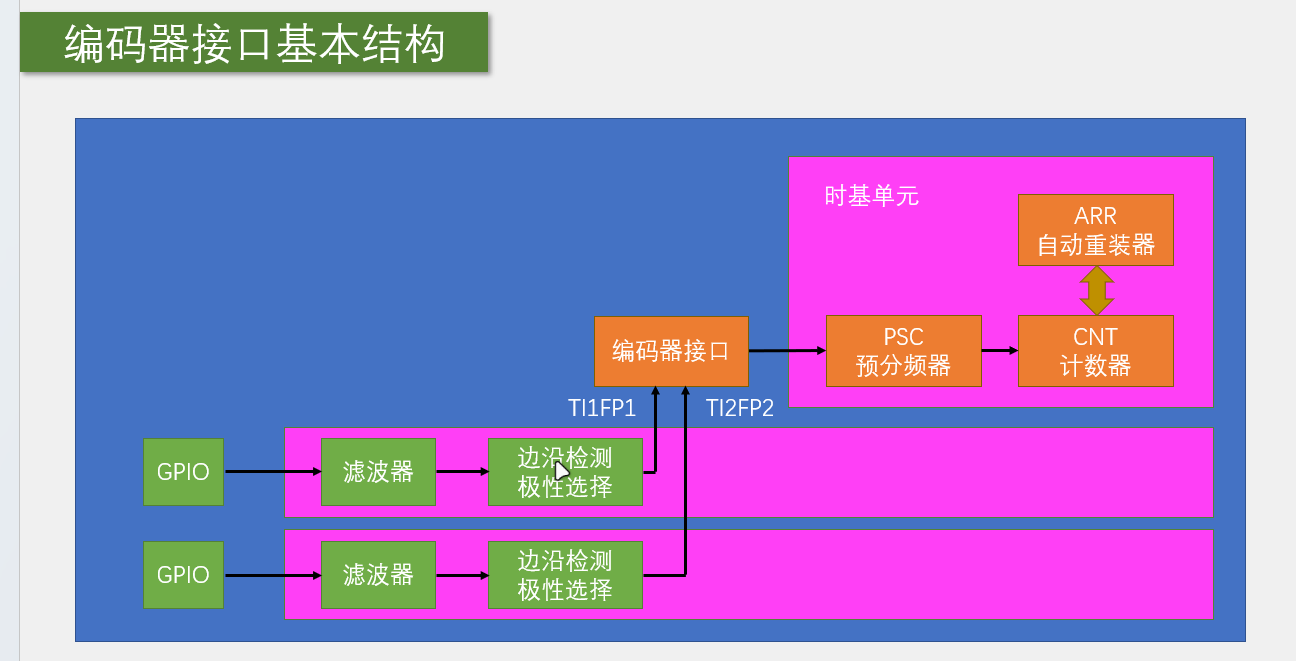 编码器接口基本结构
时基单元
ARR
自动重装器
编码器接口
PSC
预分频器
CNT
计数器
TI1FP1
TI2FP2
GPIO
滤波器
边沿检测
极性选择
GPIO
滤波器
边沿检测
极性选择